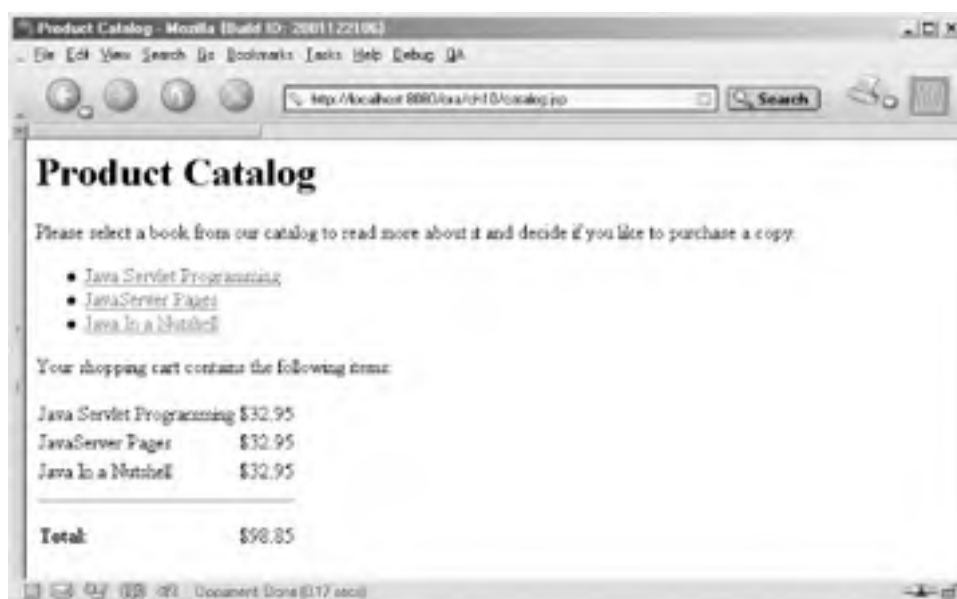 Product Catalog - Mozilla {Build ID: 2001122106}
File Edit View Search Go Bookmarks Tasks Help Debug QA
http://localhost:8080/ora/ch10/catalog.jsp Search
Product Catalog
Please select a book from our catalog to read more about it and decide if you like to purchase a copy.
Java Servlet Programming
JavaServer Pages
Java In a Nutshell
Your shopping cart contains the following items:
Java Servlet Programming $32.95
JavaServer Pages $32.95
Java In a Nutshell $32.95
Total: $98.85
Document: Done (0.17 secs)